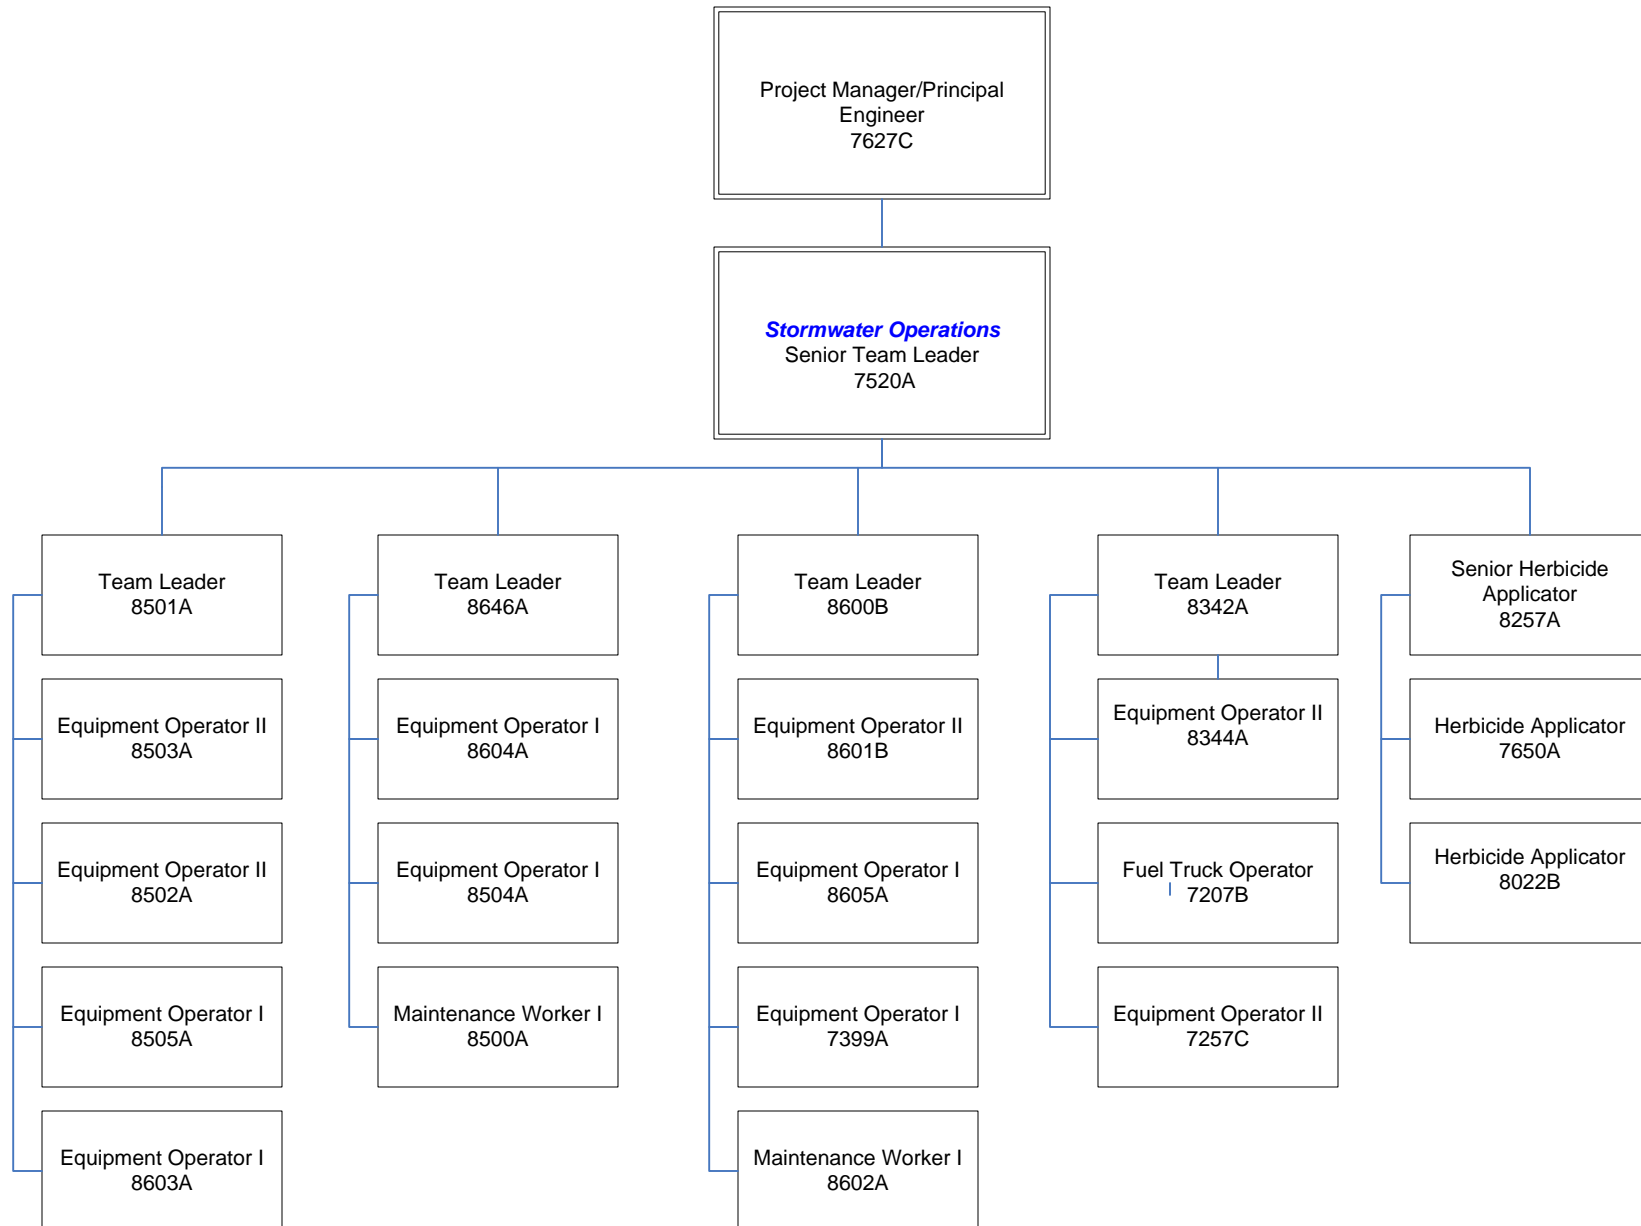 Project Manager/Principal
Engineer
7627C
Stormwater Operations
Senior Team Leader
7520A
Team Leader
8501A
Equipment Operator II
8503A
Equipment Operator II
8502A
Equipment Operator I
8505A
Equipment Operator I
8603A
Team Leader
8646A
Equipment Operator I
8604A
Equipment Operator I
8504A
Maintenance Worker I
8500A
Team Leader
8600B
Equipment Operator II
8601B
Equipment Operator I
8605A
Equipment Operator I
7399A
Maintenance Worker I
8602A
Team Leader
8342A
Equipment Operator II
8344A
Fuel Truck Operator
7207B
Equipment Operator II
7257C
Senior Herbicide
Applicator
8257A
Herbicide Applicator
7650A
Herbicide Applicator
8022B